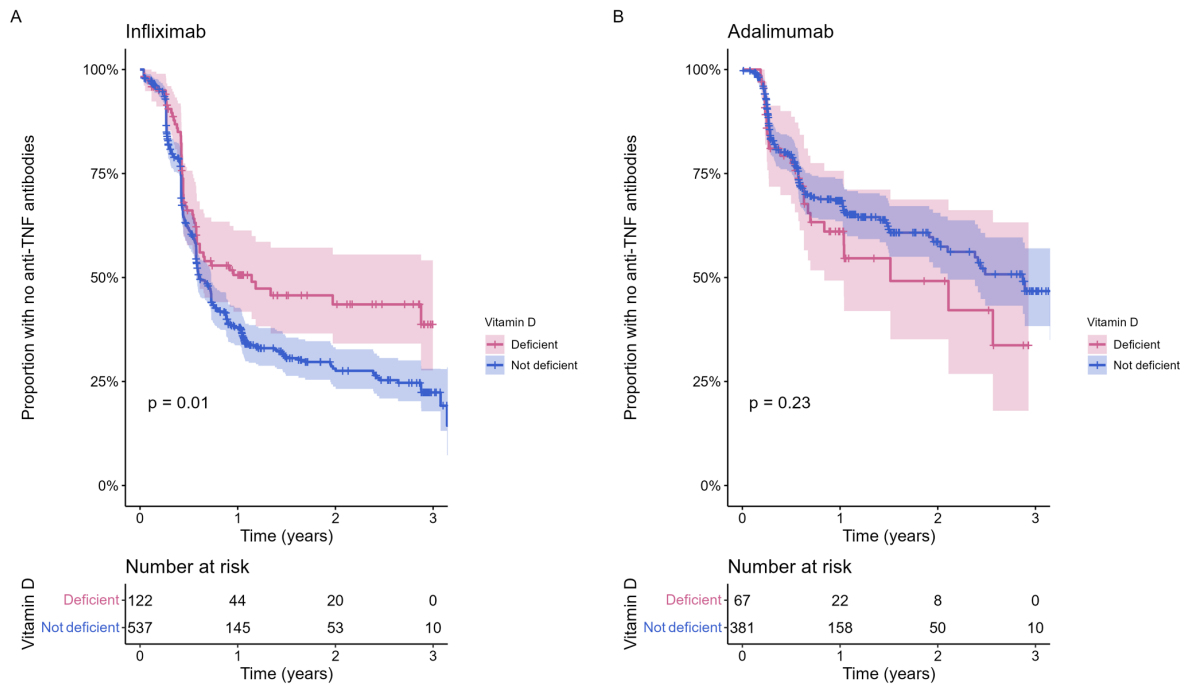 A
Infliximab
Proportion with no anti-TNF antibodies
100%
75%
50%
25%
0%
p = 0.01
Vitamin D
Deficient
Not deficient
0 1 2 3
Time (years)
Number at risk
Vitamin D
Deficient 122 44 20 0
Not deficient 537 145 53 10
0 1 2 3
Time (years)
B
Adalimumab
Proportion with no anti-TNF antibodies
100%
75%
50%
25%
0%
p = 0.23
Vitamin D
Deficient
Not deficient
0 1 2 3
Time (years)
Number at risk
Vitamin D
Deficient 67 22 8 0
Not deficient 381 158 50 10
0 1 2 3
Time (years)